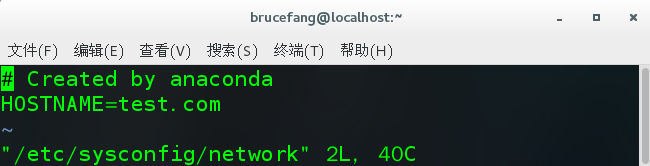 brucefang@localhost:~
文件(F) 编辑(E) 查看(V) 搜索(S) 终端(T) 帮助(H)
# Created by anaconda
HOSTNAME=test.com
~
"/etc/sysconfig/network" 2L, 40C